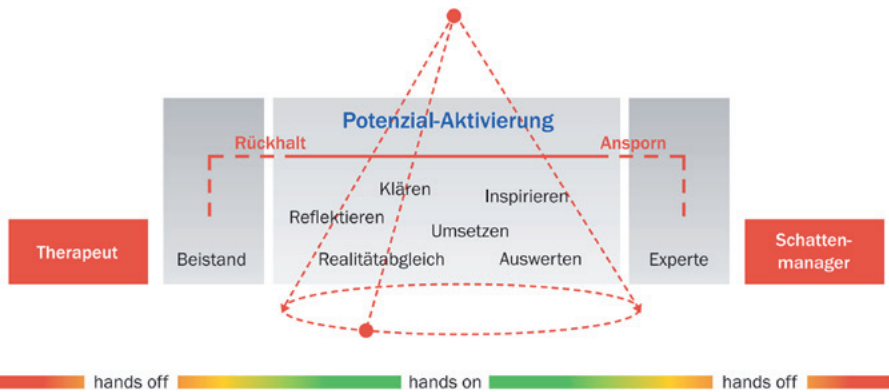 Potenzial-Aktivierung
Rückhalt
Ansporn
Klären
Inspirieren
Reflektieren
Umsetzen
Therapeut
Beistand
Realitätabgleich
Auswerten
Experte
Schatten-
manager
hands off
hands on
hands off